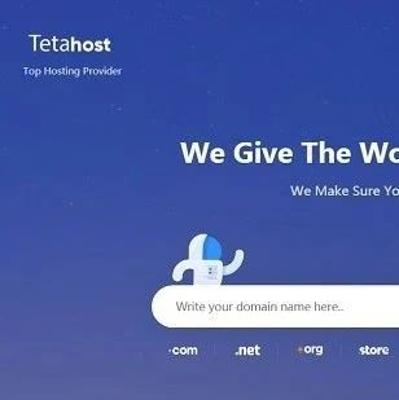 Tetahost
Top Hosting Provider
We Give The Wo
We Make Sure Yo
Write your domain name here..
.com .net .org store